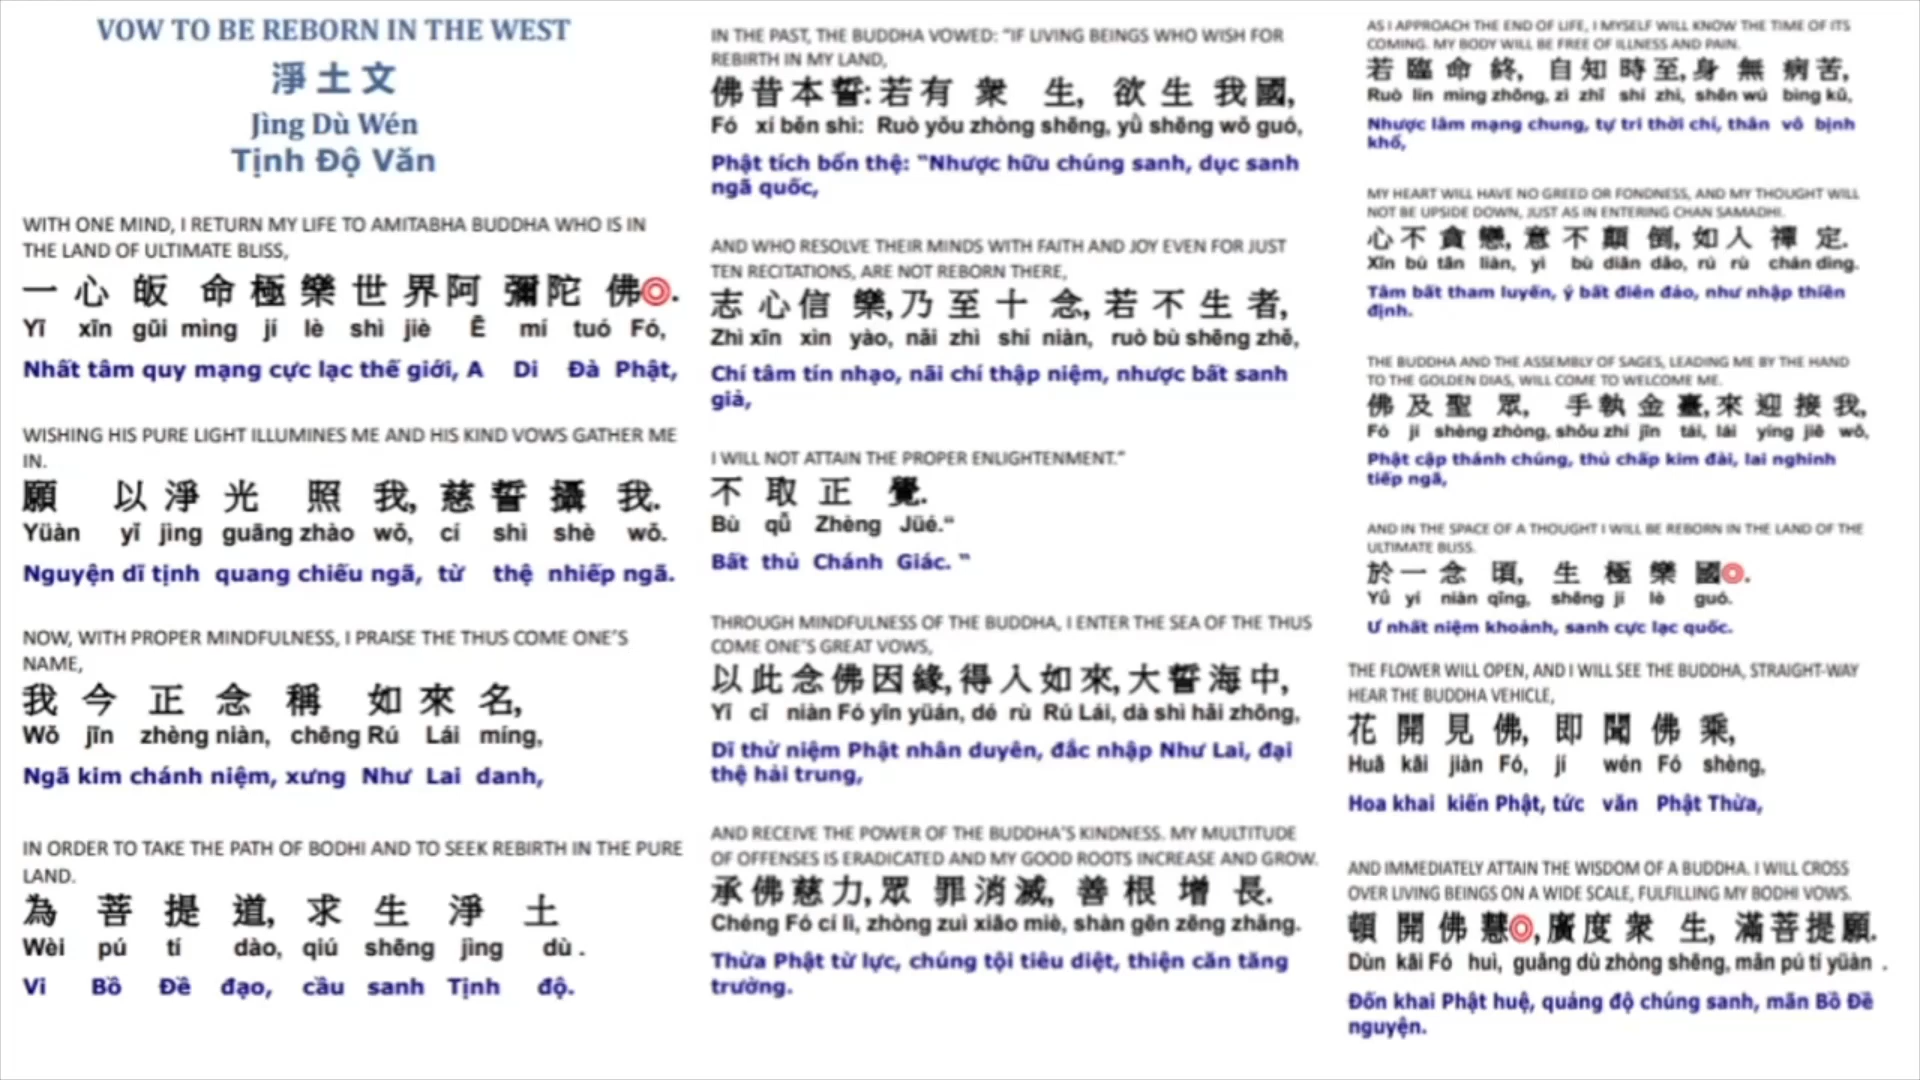 VOW TO BE REBORN IN THE WEST
淨土文
Jìng Dù Wén
Tịnh Độ Văn
WITH ONE MIND, I RETURN MY LIFE TO AMITABHA BUDDHA WHO IS IN
THE LAND OF ULTIMATE BLISS,
一心皈命極樂世界阿彌陀佛◎.
Yī xīn gūi mìng jí lè shì jiè Ē mí tuó Fó,
Nhất tâm quy mạng cực lạc thế giới, A Di Đà Phật,
WISHING HIS PURE LIGHT ILLUMINES ME AND HIS KIND VOWS GATHER ME
IN.
願以淨光照我, 慈誓攝我.
Yüàn yǐ jìng guāng zhào wǒ, cí shì shè wǒ.
Nguyện dĩ tịnh quang chiếu ngã, từ thệ nhiếp ngã.
NOW, WITH PROPER MINDFULNESS, I PRAISE THE THUS COME ONE'S
NAME,
我今正念稱如來名,
Wǒ jīn zhèng niàn, chēng Rú Lái míng,
Ngã kim chánh niệm, xưng Như Lai danh,
IN ORDER TO TAKE THE PATH OF BODHI AND TO SEEK REBIRTH IN THE PURE
LAND.
為菩提道, 求生淨土
Wèi pú tí dào, qiú shēng jìng dù .
Vi Bồ Đề đạo, cầu sanh Tịnh độ.
IN THE PAST, THE BUDDHA VOWED: "IF LIVING BEINGS WHO WISH FOR
REBIRTH IN MY LAND,
佛昔本誓: 若有衆生, 欲生我國,
Fó xí běn shì: Ruò yǒu zhòng shēng, yǜ shēng wǒ guó,
Phật tích bổn thệ: "Nhược hữu chúng sanh, dục sanh
ngã quốc,
AND WHO RESOLVE THEIR MINDS WITH FAITH AND JOY EVEN FOR JUST
TEN RECITATIONS, ARE NOT REBORN THERE,
志心信樂, 乃至十念, 若不生者,
Zhì xīn xìn yào, nǎi zhì shí niàn, ruò bù shēng zhě,
Chí tâm tín nhạo, nãi chí thập niệm, nhược bất sanh
giả,
I WILL NOT ATTAIN THE PROPER ENLIGHTENMENT."
不取正覺.
Bù qǚ Zhèng Jüé."
Bất thủ Chánh Giác. "
THROUGH MINDFULNESS OF THE BUDDHA, I ENTER THE SEA OF THE THUS
COME ONE'S GREAT VOWS,
以此念佛因緣, 得入如來, 大誓海中,
Yǐ cǐ niàn Fó yīn yüán, dé rù Rú Lái, dà shì hǎi zhōng,
Dĩ thử niệm Phật nhân duyên, đắc nhập Như Lai, đại
thệ hải trung,
AND RECEIVE THE POWER OF THE BUDDHA'S KINDNESS. MY MULTITUDE
OF OFFENSES IS ERADICATED AND MY GOOD ROOTS INCREASE AND GROW.
承佛慈力, 眾罪消滅, 善根增長.
Chéng Fó cí lì, zhòng zuì xiāo miè, shàn gēn zēng zhǎng.
Thừa Phật từ lực, chúng tội tiêu diệt, thiện căn tăng
trưởng.
AS I APPROACH THE END OF LIFE, I MYSELF WILL KNOW THE TIME OF ITS
COMING. MY BODY WILL BE FREE OF ILLNESS AND PAIN.
若臨命終, 自知時至, 身無病苦,
Ruò lín mìng zhōng, zì zhī shí zhì, shēn wú bìng kǔ,
Nhược lâm mạng chung, tự tri thời chí, thân vô bịnh
khổ,
MY HEART WILL HAVE NO GREED OR FONDNESS, AND MY THOUGHT WILL
NOT BE UPSIDE DOWN, JUST AS IN ENTERING CHAN SAMADHI.
心不貪戀, 意不顛倒, 如入禪定.
Xīn bù tān liàn, yì bù diān dǎo, rú rù chán dìng.
Tâm bất tham luyến, ý bất điên đảo, như nhập thiền
định.
THE BUDDHA AND THE ASSEMBLY OF SAGES, LEADING ME BY THE HAND
TO THE GOLDEN DIAS, WILL COME TO WELCOME ME.
佛及聖眾, 手執金臺, 來迎接我,
Fó jí shèng zhòng, shǒu zhí jīn tái, lái yíng jiē wǒ,
Phật cập thánh chúng, thủ chấp kim đài, lai nghinh
tiếp ngã,
AND IN THE SPACE OF A THOUGHT I WILL BE REBORN IN THE LAND OF THE
ULTIMATE BLISS.
於一念頃, 生極樂國◎.
Yǘ yí niàn qǐng, shēng jí lè guó.
Ư nhất niệm khoảnh, sanh cực lạc quốc.
THE FLOWER WILL OPEN, AND I WILL SEE THE BUDDHA, STRAIGHT-WAY
HEAR THE BUDDHA VEHICLE,
花開見佛, 即聞佛乘,
Huā kāi jiàn Fó, jí wén Fó shèng,
Hoa khai kiến Phật, tức văn Phật Thừa,
AND IMMEDIATELY ATTAIN THE WISDOM OF A BUDDHA. I WILL CROSS
OVER LIVING BEINGS ON A WIDE SCALE, FULFILLING MY BODHI VOWS.
頓開佛慧◎, 廣度衆生, 滿菩提願.
Dùn kāi Fó huì, guǎng dù zhòng shēng, mǎn pú tí yüàn .
Đốn khai Phật huệ, quảng độ chúng sanh, mãn Bồ Đề
nguyện.